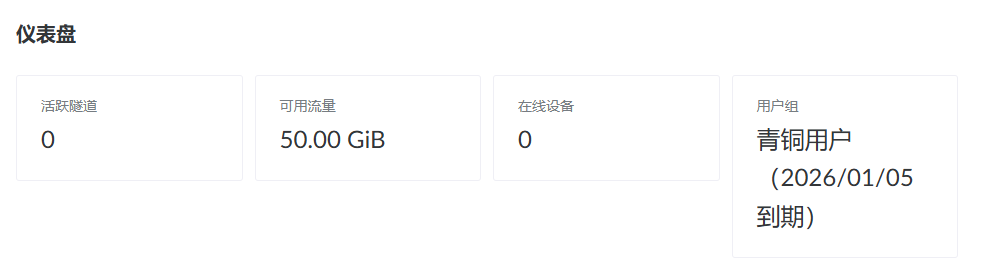 仪表盘
活跃隧道
0
可用流量
50.00 GiB
在线设备
0
用户组
青铜用户
（2026/01/05
到期）